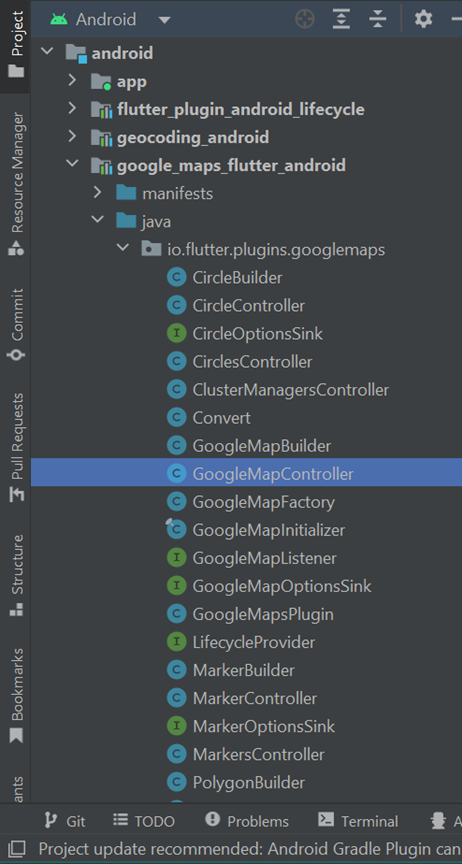 Android
android
app
flutter_plugin_android_lifecycle
geocoding_android
google_maps_flutter_android
manifests
java
io.flutter.plugins.googlemaps
C CircleBuilder
C CircleController
I CircleOptionsSink
C CirclesController
C ClusterManagersController
C Convert
C GoogleMapBuilder
C GoogleMapController
C GoogleMapFactory
C GoogleMapInitializer
I GoogleMapListener
I GoogleMapOptionsSink
C GoogleMapsPlugin
I LifecycleProvider
C MarkerBuilder
C MarkerController
I MarkerOptionsSink
C MarkersController
C PolygonBuilder
Project
Resource Manager
Commit
Pull Requests
Structure
Bookmarks
ants
Git TODO Problems Terminal A
Project update recommended: Android Gradle Plugin can